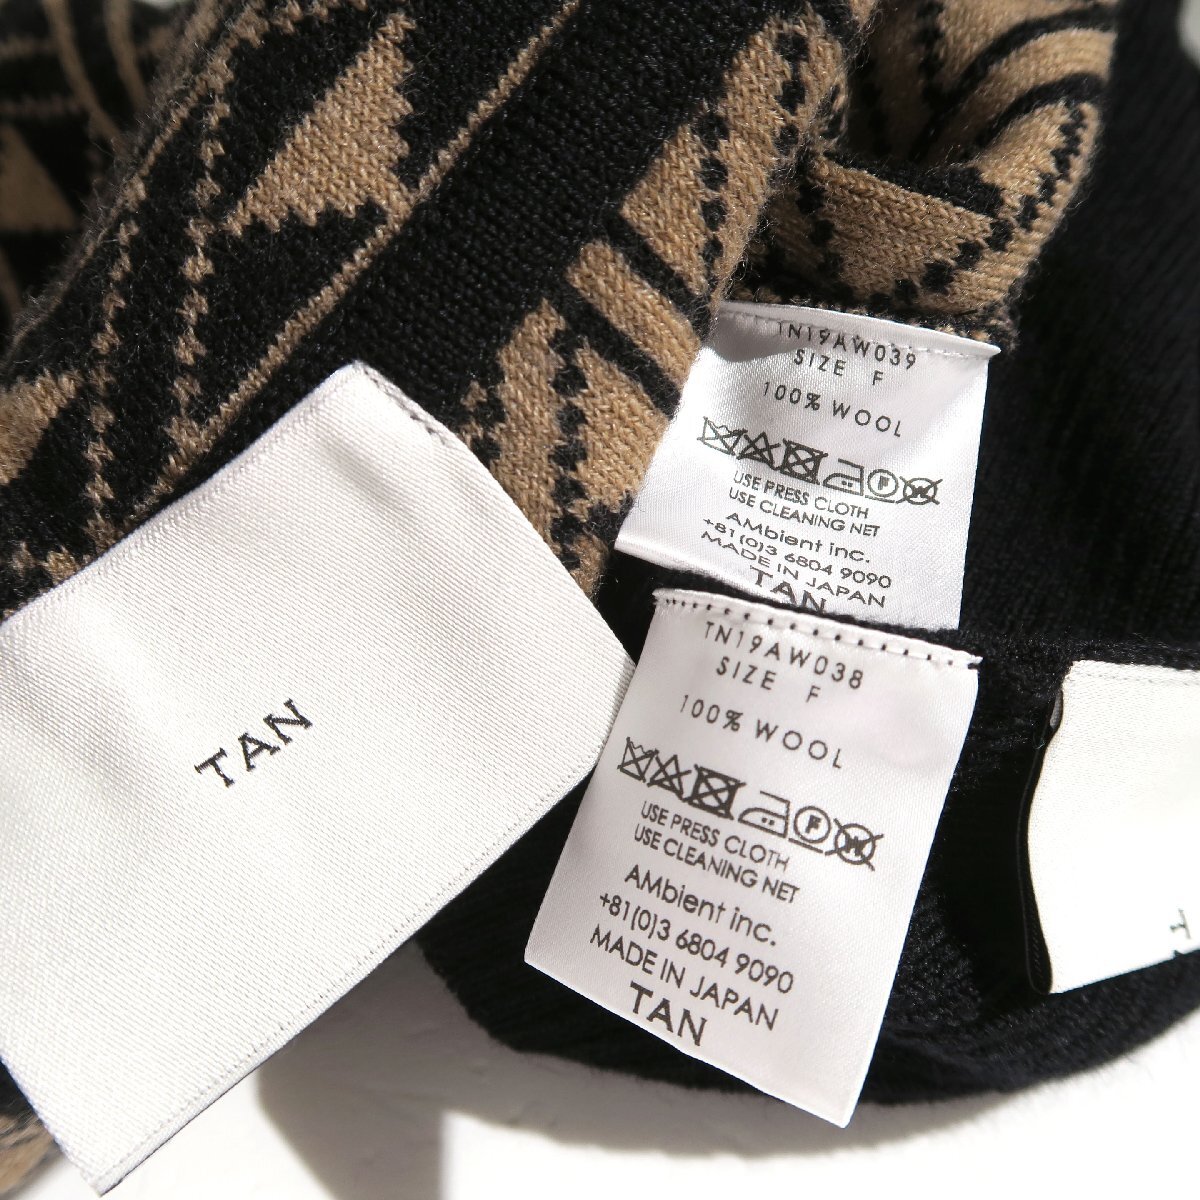 TN19AW039
SIZE F
100% WOOL
F
W
USE PRESS CLOTH
USE CLEANING NET
AMbient inc.
+81(0)3 6804 9090
MADE IN JAPAN
TAN
TAN
TN19AW038
SIZE F
100% WOOL
F
W
USE PRESS CLOTH
USE CLEANING NET
AMbient inc.
+81(0)3 6804 9090
MADE IN JAPAN
TAN